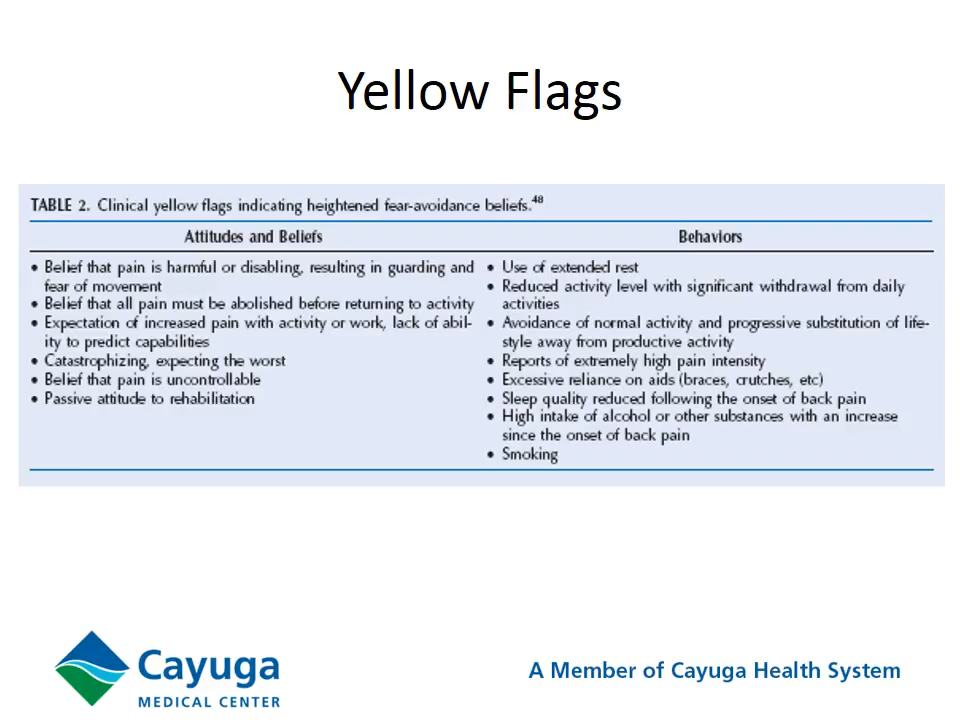 Yellow Flags
TABLE 2. Clinical yellow flags indicating heightened fear-avoidance beliefs.48
Attitudes and Beliefs
• Belief that pain is harmful or disabling, resulting in guarding and
fear of movement
• Belief that all pain must be abolished before returning to activity
• Expectation of increased pain with activity or work, lack of abil-
ity to predict capabilities
• Catastrophizing, expecting the worst
• Belief that pain is uncontrollable
• Passive attitude to rehabilitation
Behaviors
• Use of extended rest
• Reduced activity level with significant withdrawal from daily
activities
• Avoidance of normal activity and progressive substitution of life-
style away from productive activity
• Reports of extremely high pain intensity
• Excessive reliance on aids (braces, crutches, etc)
• Sleep quality reduced following the onset of back pain
• High intake of alcohol or other substances with an increase
since the onset of back pain
• Smoking
Cayuga
MEDICAL CENTER
A Member of Cayuga Health System